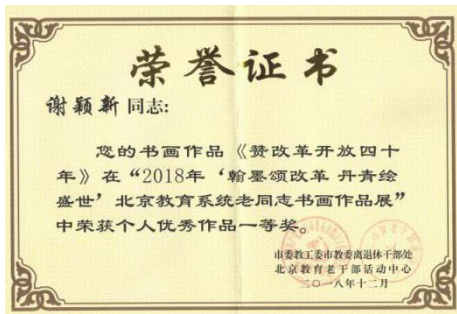 荣誉证书
谢颖新 同志:
您的书画作品《赞改革开放四十
年》在“2018年‘翰墨颂改革 丹青绘
盛世’北京教育系统老同志书画作品展”
中荣获个人优秀作品一等奖。
市委教工委市教委离退休干部处
北京教育老干部活动中心
二〇一八年十二月